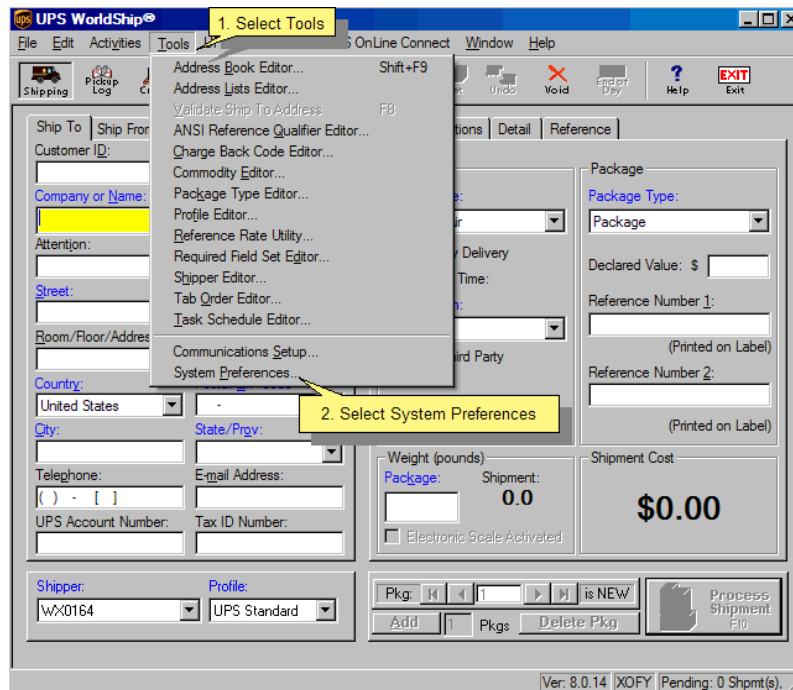 UPS WorldShip®
1. Select Tools
File Edit Activities Tools OnLine Connect Window Help
Shipping Pickup Log Undo Void End of Day Help Exit
EXIT
Address Book Editor... Shift+F9
Address Lists Editor...
Validate Ship To Address F8
ANSI Reference Qualifier Editor...
Charge Back Code Editor...
Commodity Editor...
Package Type Editor...
Profile Editor...
Reference Rate Utility...
Required Field Set Editor...
Shipper Editor...
Tab Order Editor...
Task Schedule Editor...
Communications Setup...
System Preferences...
2. Select System Preferences
Ship To Ship From Detail Reference
Customer ID:
Company or Name:
Attention:
Street:
Room/Floor/Address
Country:
United States -
City: State/Prov:
Telephone: E-mail Address:
( ) - [ ]
UPS Account Number: Tax ID Number:
Delivery
Time:
Party
Package
Package Type:
Package
Declared Value: $
Reference Number 1:
(Printed on Label)
Reference Number 2:
(Printed on Label)
Weight (pounds)
Package: Shipment:
0.0
Electronic Scale Activated
Shipment Cost
$0.00
Shipper: Profile:
WX0164 UPS Standard
Pkg: 1 is NEW
Add 1 Pkgs Delete Pkg
Process
Shipment
F10
Ver: 8.0.14 XOFY Pending: 0 Shpmt(s),